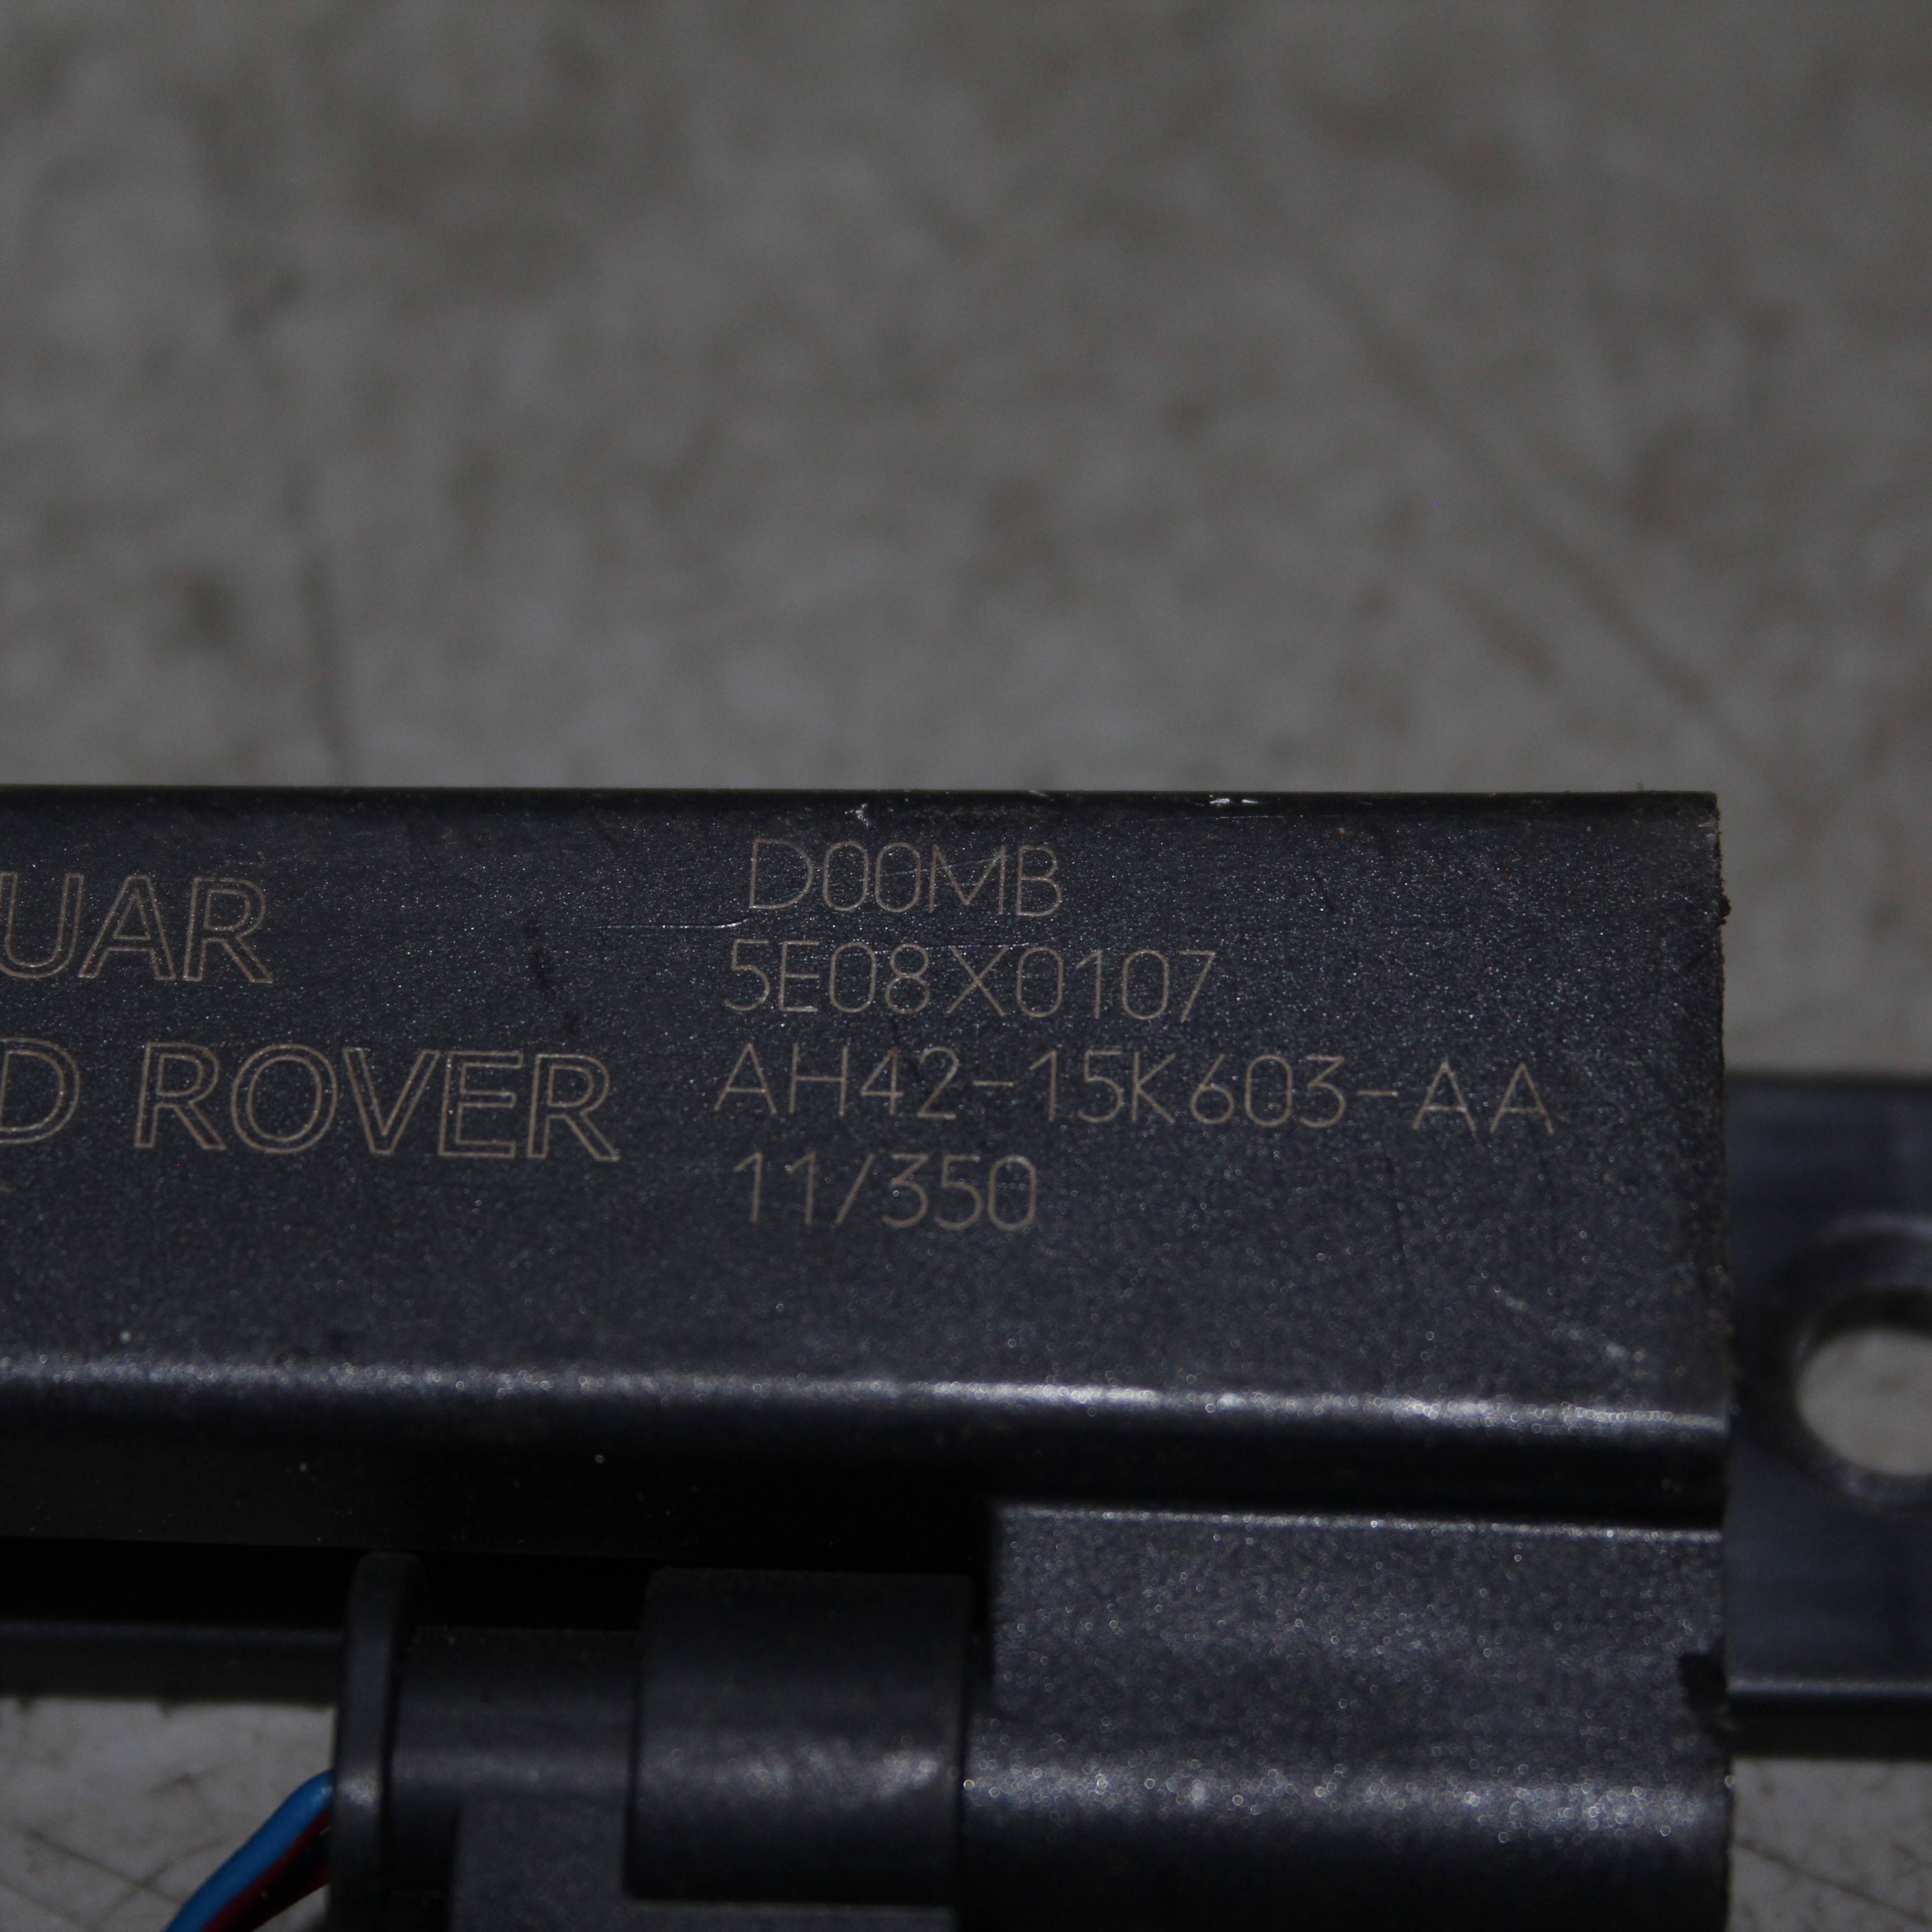 UAR
D ROVER
D00MB
5E08X0107
AH42-15K603-AA
11/350